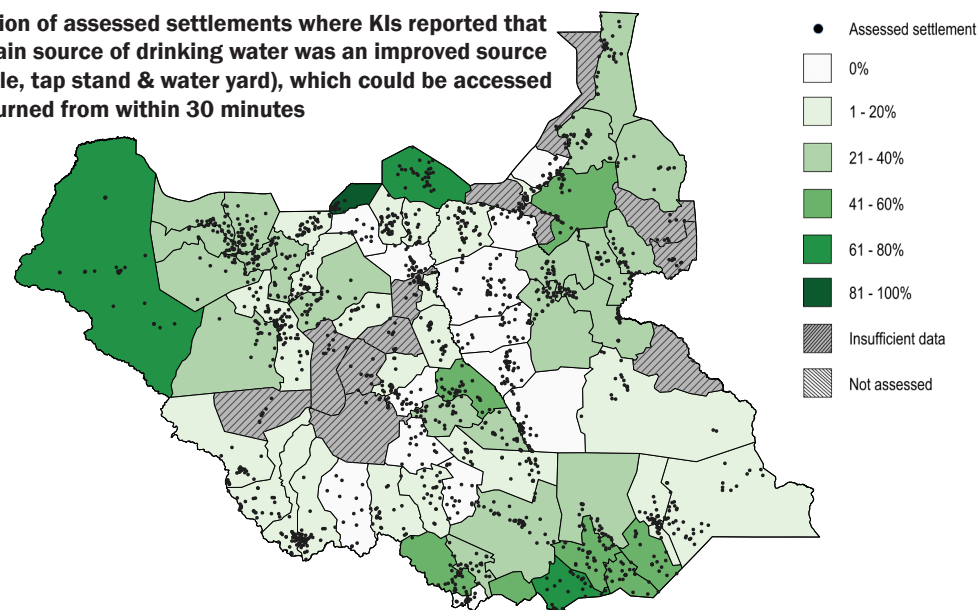 ion of assessed settlements where KIs reported that
ain source of drinking water was an improved source
le, tap stand & water yard), which could be accessed
urned from within 30 minutes
Assessed settlement
0%
1 - 20%
21 - 40%
41 - 60%
61 - 80%
81 - 100%
Insufficient data
Not assessed